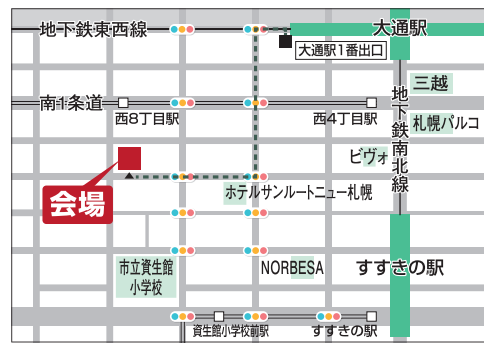 地下鉄東西線
大通駅
大通駅1番出口
三越
南1条道
西8丁目駅
西4丁目駅
札幌パルコ
地下鉄南北線
ピヴォ
会場
ホテルサンルートニュー札幌
市立資生館
小学校
NORBESA
すすきの駅
資生館小学校前駅
すすきの駅